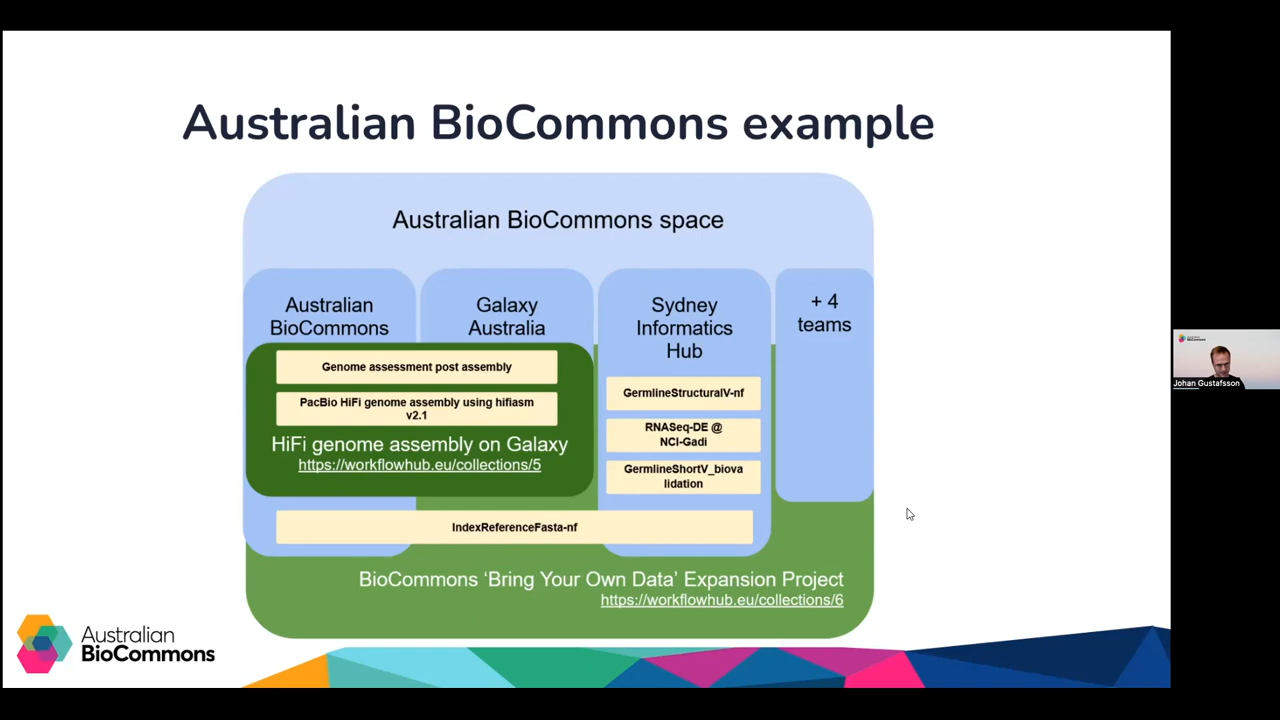 Australian BioCommons example
Australian BioCommons space
Australian
BioCommons
Galaxy
Australia
Sydney
Informatics
Hub
+ 4
teams
Genome assessment post assembly
PacBio HiFi genome assembly using hifiasm
v2.1
HiFi genome assembly on Galaxy
https://workflowhub.eu/collections/5
GermlineStructuralV-nf
RNASeq-DE @
NCI-Gadi
GermlineShortV_biova
lidation
IndexReferenceFasta-nf
BioCommons ‘Bring Your Own Data’ Expansion Project
https://workflowhub.eu/collections/6
Australian
BioCommons
Johan Gustafsson